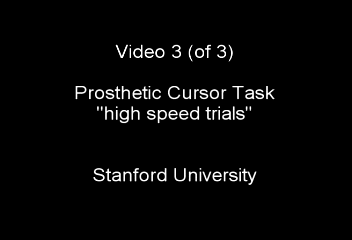 Video 3 (of 3)
Prosthetic Cursor Task
"high speed trials"
Stanford University